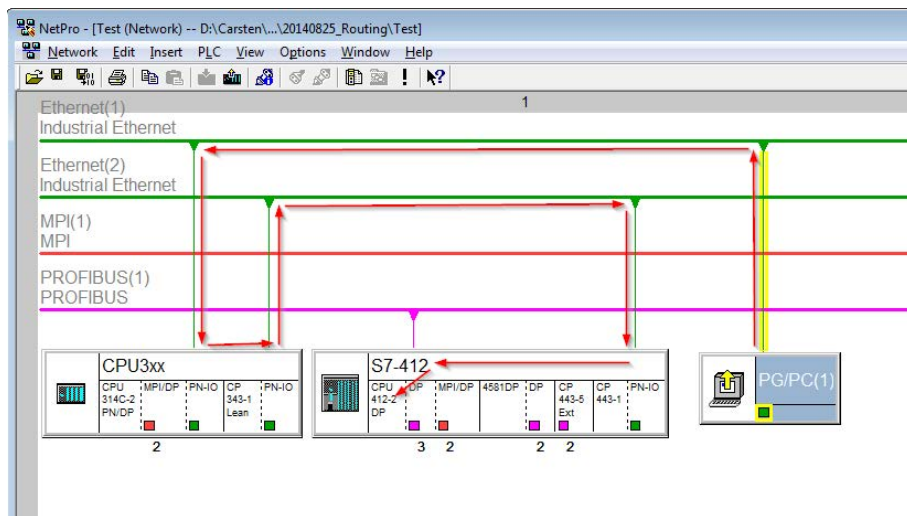 NetPro - [Test (Network) -- D:\Carsten\...\20140825_Routing\Test]
Network Edit Insert PLC View Options Window Help
1
Ethernet(1)
Industrial Ethernet
Ethernet(2)
Industrial Ethernet
MPI(1)
MPI
PROFIBUS(1)
PROFIBUS
CPU3xx
CPU 314C-2 PN/DP
MPI/DP
PN-IO
CP 343-1 Lean
PN-IO
2
S7-412
CPU 412-2 DP
DP
MPI/DP
4581DP
DP
CP 443-5 Ext
CP 443-1
PN-IO
3 2 2 2
PG/PC(1)